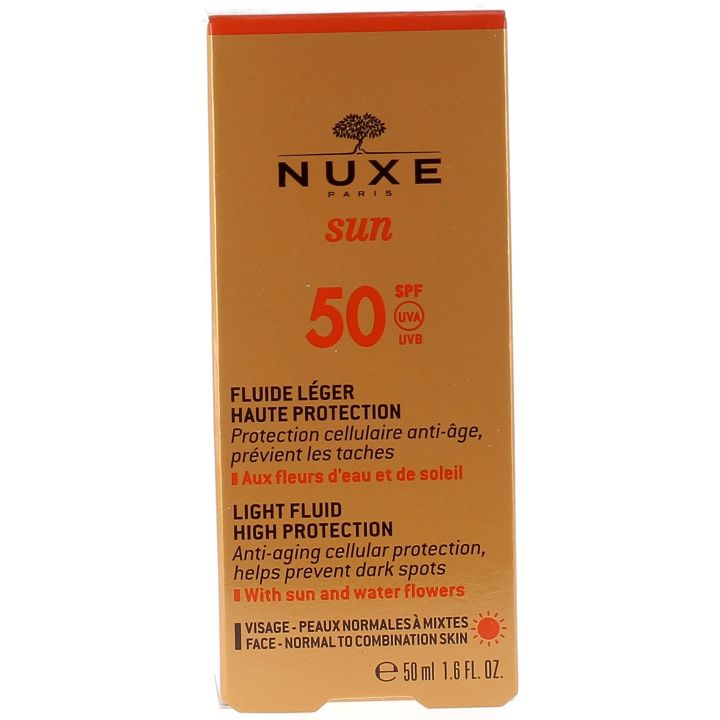 NUXE
PARIS
sun
50 SPF
UVA
UVB
FLUIDE LÉGER
HAUTE PROTECTION
Protection cellulaire anti-âge,
prévient les taches
Aux fleurs d'eau et de soleil
LIGHT FLUID
HIGH PROTECTION
Anti-aging cellular protection,
helps prevent dark spots
With sun and water flowers
VISAGE - PEAUX NORMALES À MIXTES
FACE - NORMAL TO COMBINATION SKIN
℮ 50 ml 1.6 FL. OZ.